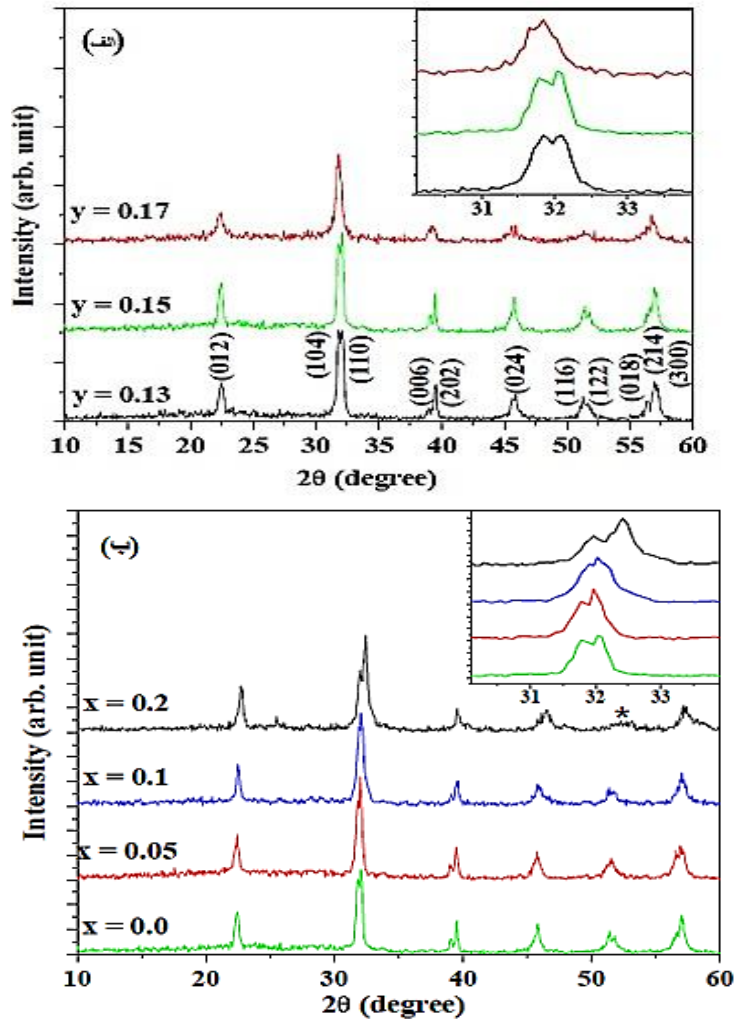 (الف)
Intensity (arb. unit)
y = 0.17
y = 0.15
y = 0.13
(012)
(104)
(110)
(006)
(202)
(024)
(116)
(122)
(018)
(214)
(300)
31 32 33
10 15 20 25 30 35 40 45 50 55 60
2θ (degree)
(ب)
Intensity (arb. unit)
x = 0.2
x = 0.1
x = 0.05
x = 0.0
*
31 32 33
10 20 30 40 50 60
2θ (degree)